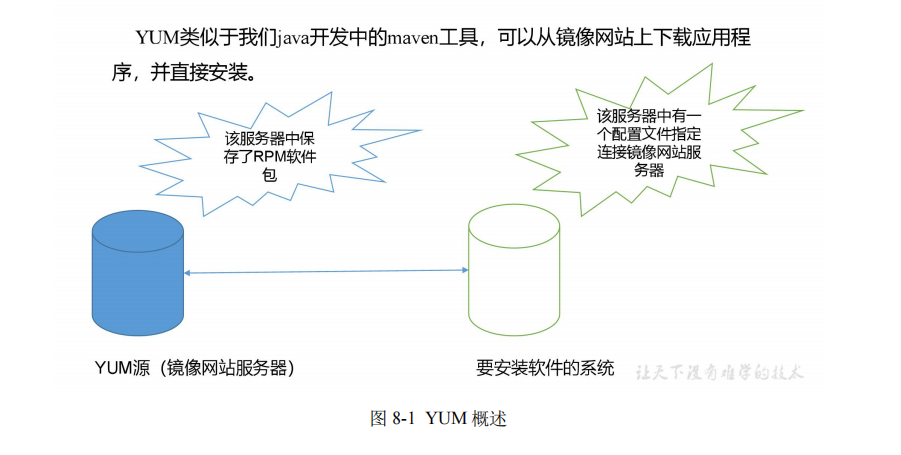 YUM类似于我们java开发中的maven工具，可以从镜像网站上下载应用程
序，并直接安装。
该服务器中保
存了RPM软件
包
该服务器中有一
个配置文件指定
连接镜像网站服
务器
YUM源（镜像网站服务器）
要安装软件的系统
让天下没有难学的技术
图 8-1 YUM 概述